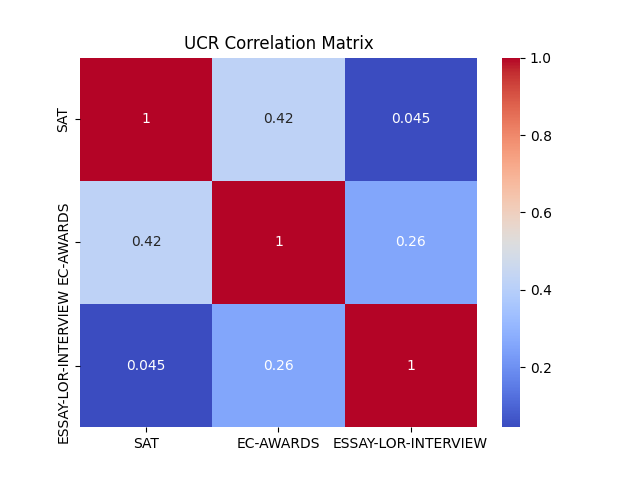 UCR Correlation Matrix
SAT
1
0.42
0.045
EC-AWARDS
0.42
1
0.26
ESSAY-LOR-INTERVIEW
0.045
0.26
1
SAT
EC-AWARDS
ESSAY-LOR-INTERVIEW
1.0
0.8
0.6
0.4
0.2